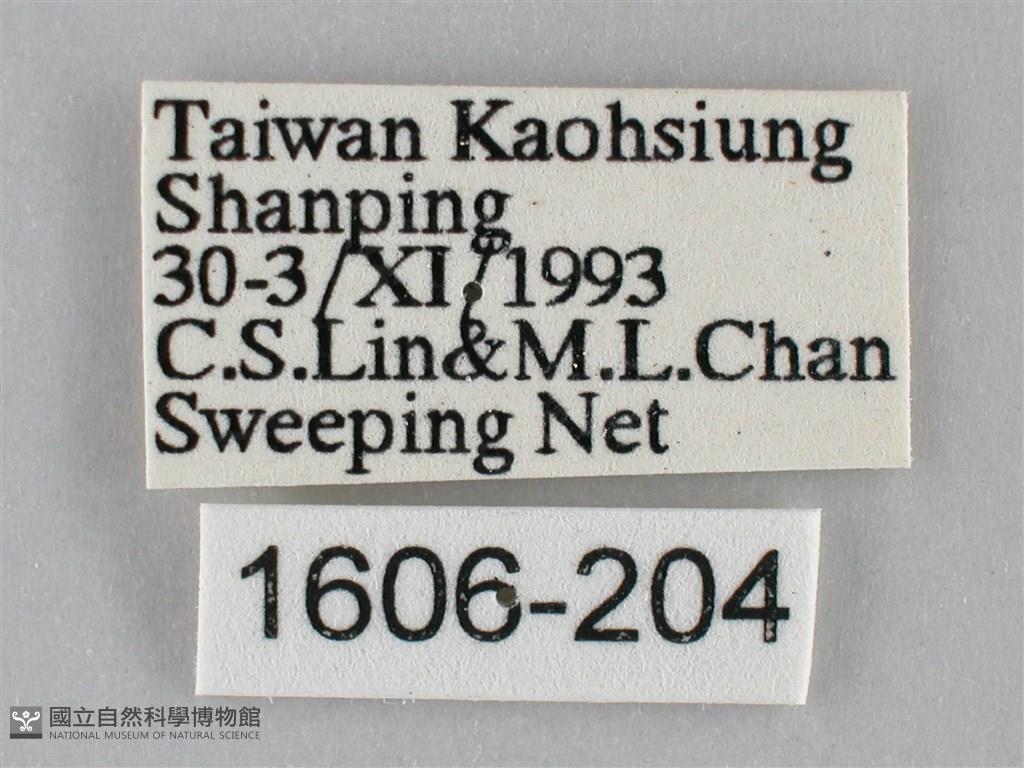 Taiwan Kaohsiung
Shanping
30-3/XI/1993
C.S.Lin&M.L.Chan
Sweeping Net
1606-204
國立自然科學博物館
NATIONAL MUSEUM OF NATURAL SCIENCE